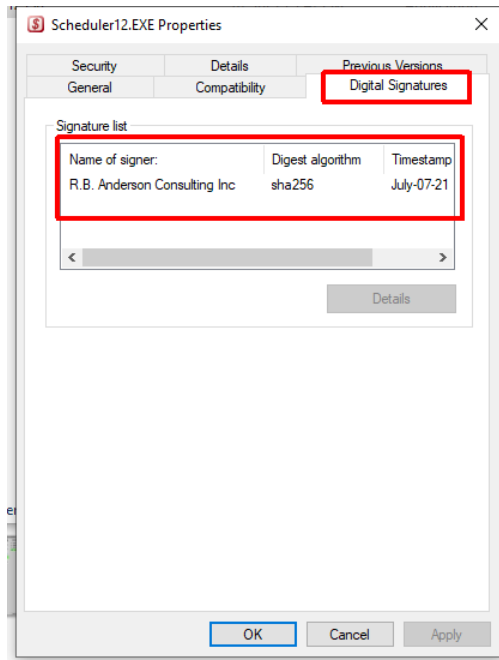 Scheduler12.EXE Properties
Security Details Previous Versions
General Compatibility Digital Signatures
Signature list
Name of signer: Digest algorithm Timestamp
R.B. Anderson Consulting Inc sha256 July-07-21
Details
OK Cancel Apply